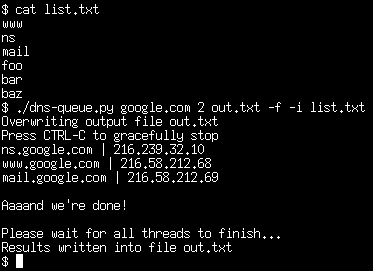 $ cat list.txt
www
ns
mail
foo
bar
baz
$ ./dns-queue.py google.com 2 out.txt -f -i list.txt
Overwriting output file out.txt
Press CTRL-C to gracefully stop
ns.google.com | 216.239.32.10
www.google.com | 216.58.212.68
mail.google.com | 216.58.212.69
Aaaand we're done!
Please wait for all threads to finish...
Results written into file out.txt
$